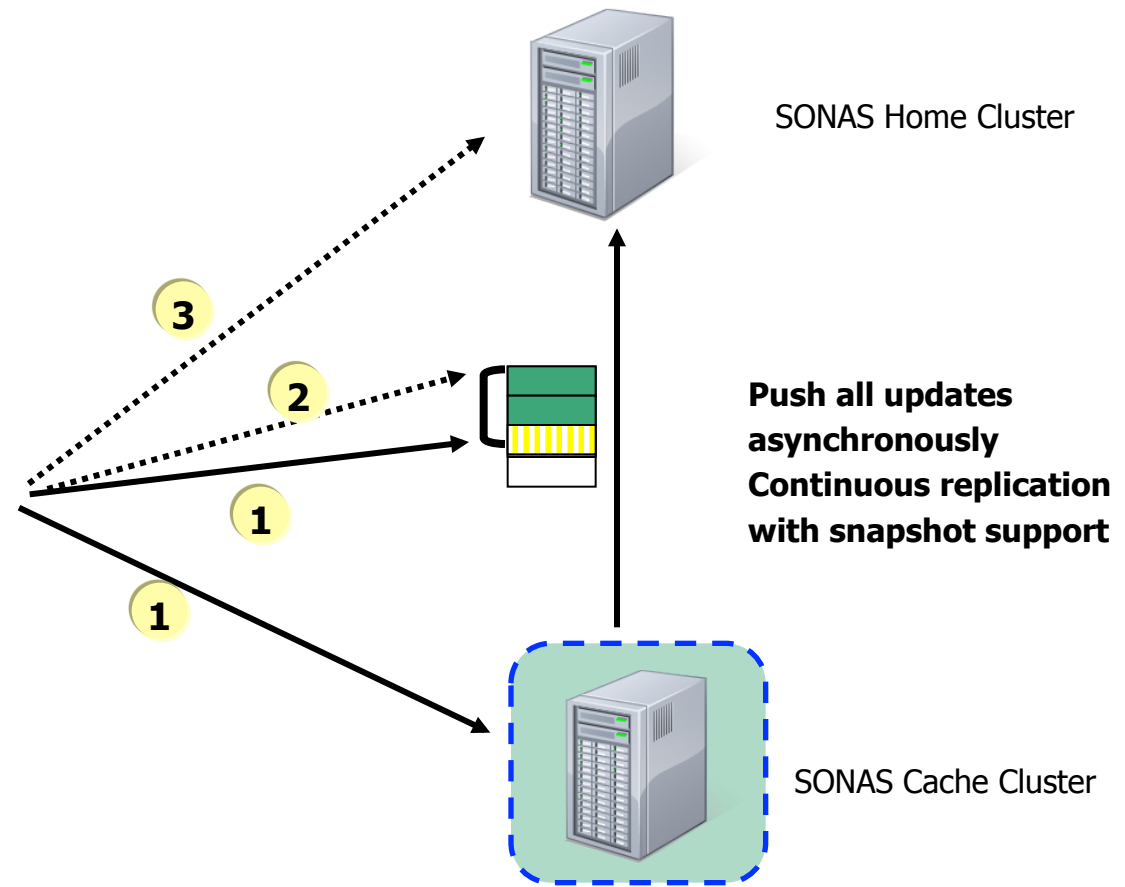 SONAS Home Cluster
3
2
Push all updates
asynchronously
Continuous replication
with snapshot support
1
1
SONAS Cache Cluster